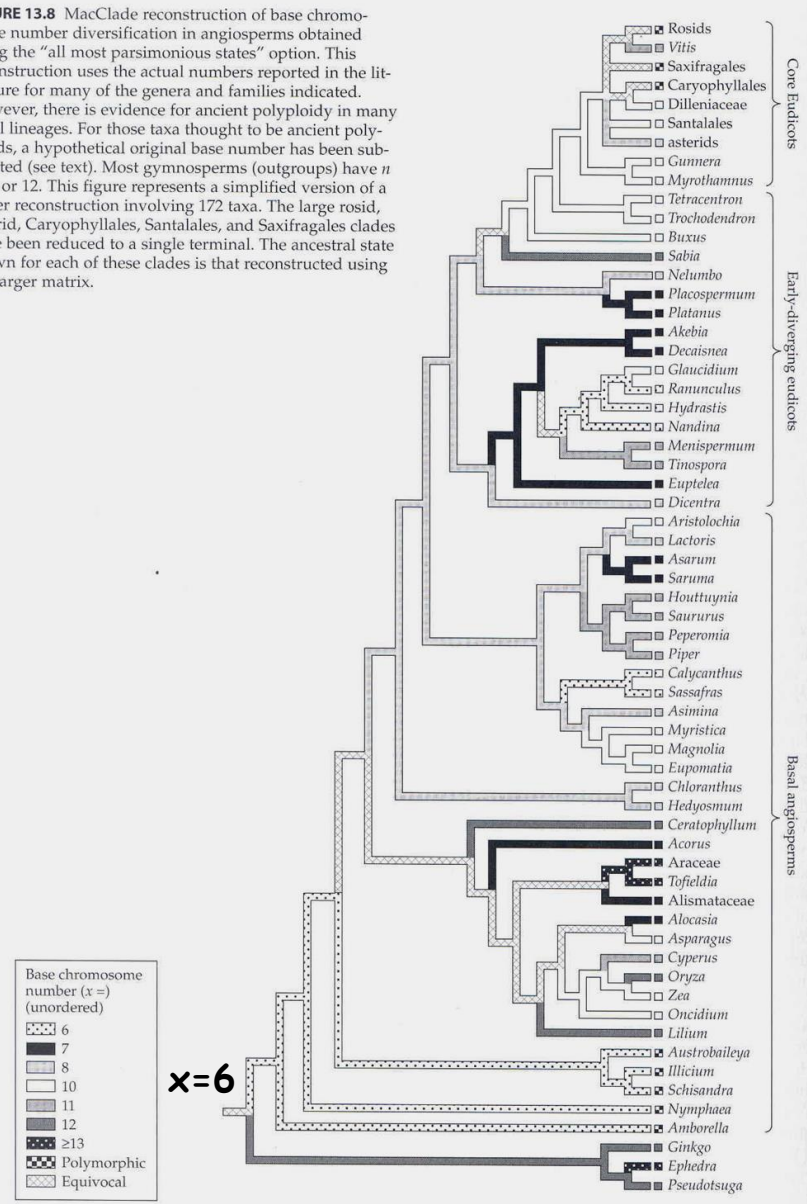 URE 13.8 MacClade reconstruction of base chromo-
e number diversification in angiosperms obtained
g the “all most parsimonious states” option. This
nstruction uses the actual numbers reported in the lit-
ure for many of the genera and families indicated.
vever, there is evidence for ancient polyploidy in many
l lineages. For those taxa thought to be ancient poly-
ds, a hypothetical original base number has been sub-
ted (see text). Most gymnosperms (outgroups) have n
or 12. This figure represents a simplified version of a
er reconstruction involving 172 taxa. The large rosid,
rid, Caryophyllales, Santalales, and Saxifragales clades
e been reduced to a single terminal. The ancestral state
wn for each of these clades is that reconstructed using
arger matrix.
Rosids
Vitis
Saxifragales
Caryophyllales
Dilleniaceae
Santalales
asterids
Gunnera
Myrothamnus
Core Eudicots
Tetracentron
Trochodendron
Buxus
Sabia
Nelumbo
Placospermum
Platanus
Akebia
Decaisnea
Glaucidium
Ranunculus
Hydrastis
Nandina
Menispermum
Tinospora
Euptelea
Dicentra
Early-diverging eudicots
Aristolochia
Lactoris
Asarum
Saruma
Houttuynia
Saururus
Peperomia
Piper
Calycanthus
Sassafras
Asimina
Myristica
Magnolia
Eupomatia
Chloranthus
Hedyosmum
Ceratophyllum
Acorus
Araceae
Tofieldia
Alismataceae
Alocasia
Asparagus
Cyperus
Oryza
Zea
Oncidium
Lilium
Austrobaileya
Illicium
Schisandra
Nymphaea
Amborella
Basal angiosperms
Ginkgo
Ephedra
Pseudotsuga
x=6
Base chromosome
number (x =)
(unordered)
6
7
8
10
11
12
≥13
Polymorphic
Equivocal